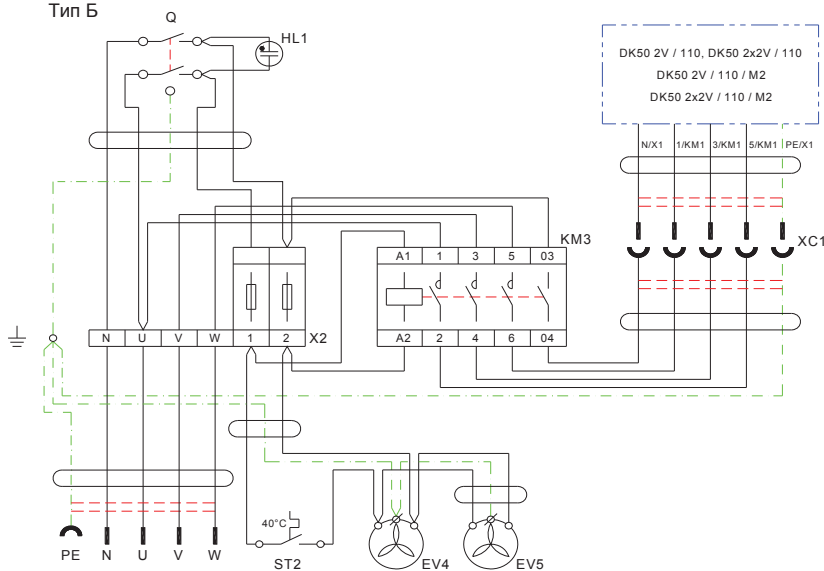 Тип Б
Q
HL1
DK50 2V / 110, DK50 2x2V / 110
DK50 2V / 110 / M2
DK50 2x2V / 110 / M2
N/X1 1/KM1 3/KM1 5/KM1 PE/X1
XC1
KM3
A1 1 3 5 03
N U V W 1 2 X2
A2 2 4 6 04
40°C
PE N U V W
ST2
EV4
EV5